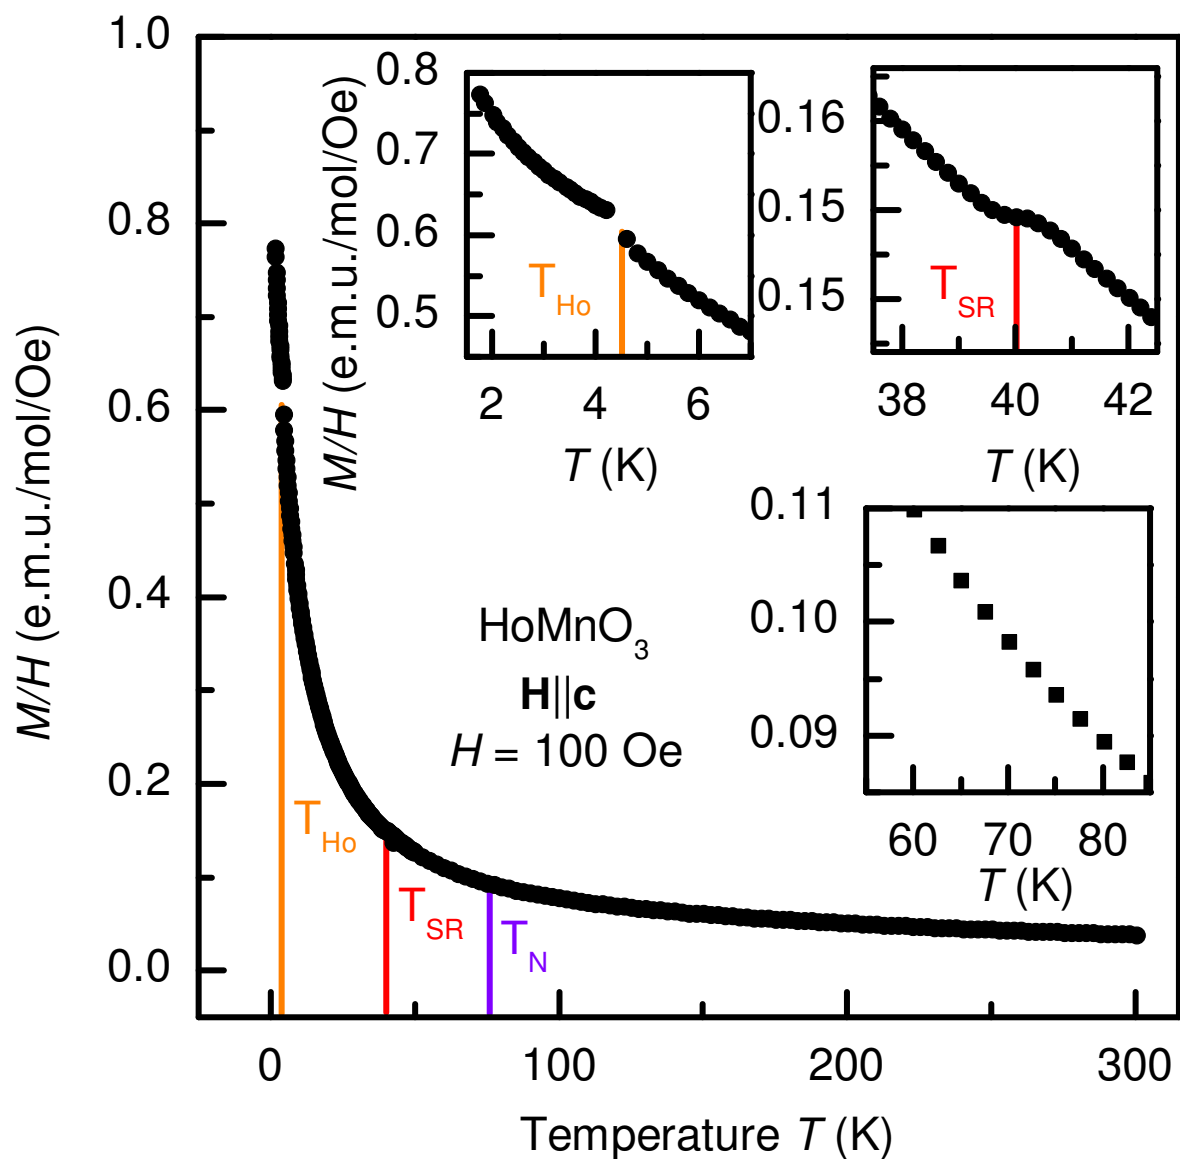 1.0
0.8
0.6
0.4
0.2
0.0
M/H (e.m.u./mol/Oe)
0
100
200
300
Temperature T (K)
M/H (e.m.u./mol/Oe)
0.8
0.7
0.6
0.5
T_Ho
2
4
6
T (K)
M/H (e.m.u./mol/Oe)
0.16
0.15
0.15
T_SR
38
40
42
T (K)
0.11
0.10
0.09
60
70
80
T (K)
HoMnO₃
H||c
H = 100 Oe
T_Ho
T_SR
T_N